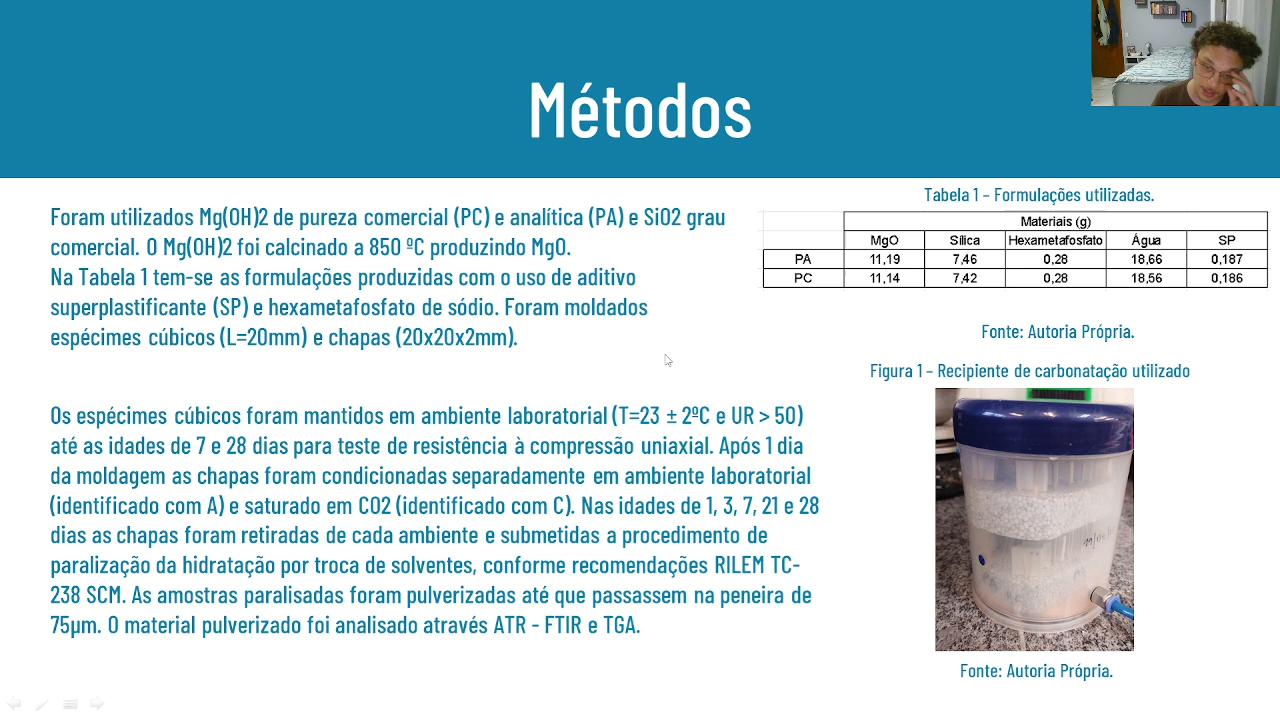 Métodos
Foram utilizados Mg(OH)2 de pureza comercial (PC) e analítica (PA) e SiO2 grau
comercial. O Mg(OH)2 foi calcinado a 850 ºC produzindo MgO.
Na Tabela 1 tem-se as formulações produzidas com o uso de aditivo
superplastificante (SP) e hexametafosfato de sódio. Foram moldados
espécimes cúbicos (L=20mm) e chapas (20x20x2mm).
Os espécimes cúbicos foram mantidos em ambiente laboratorial (T=23 ± 2ºC e UR > 50)
até as idades de 7 e 28 dias para teste de resistência à compressão uniaxial. Após 1 dia
da moldagem as chapas foram condicionadas separadamente em ambiente laboratorial
(identificado com A) e saturado em CO2 (identificado com C). Nas idades de 1, 3, 7, 21 e 28
dias as chapas foram retiradas de cada ambiente e submetidas a procedimento de
paralização da hidratação por troca de solventes, conforme recomendações RILEM TC-
238 SCM. As amostras paralisadas foram pulverizadas até que passassem na peneira de
75µm. O material pulverizado foi analisado através ATR - FTIR e TGA.
Tabela 1 – Formulações utilizadas.
Materiais (g)
MgO Sílica Hexametafosfato Água SP
PA 11,19 7,46 0,28 18,66 0,187
PC 11,14 7,42 0,28 18,56 0,186
Fonte: Autoria Própria.
Figura 1 – Recipiente de carbonatação utilizado
Fonte: Autoria Própria.